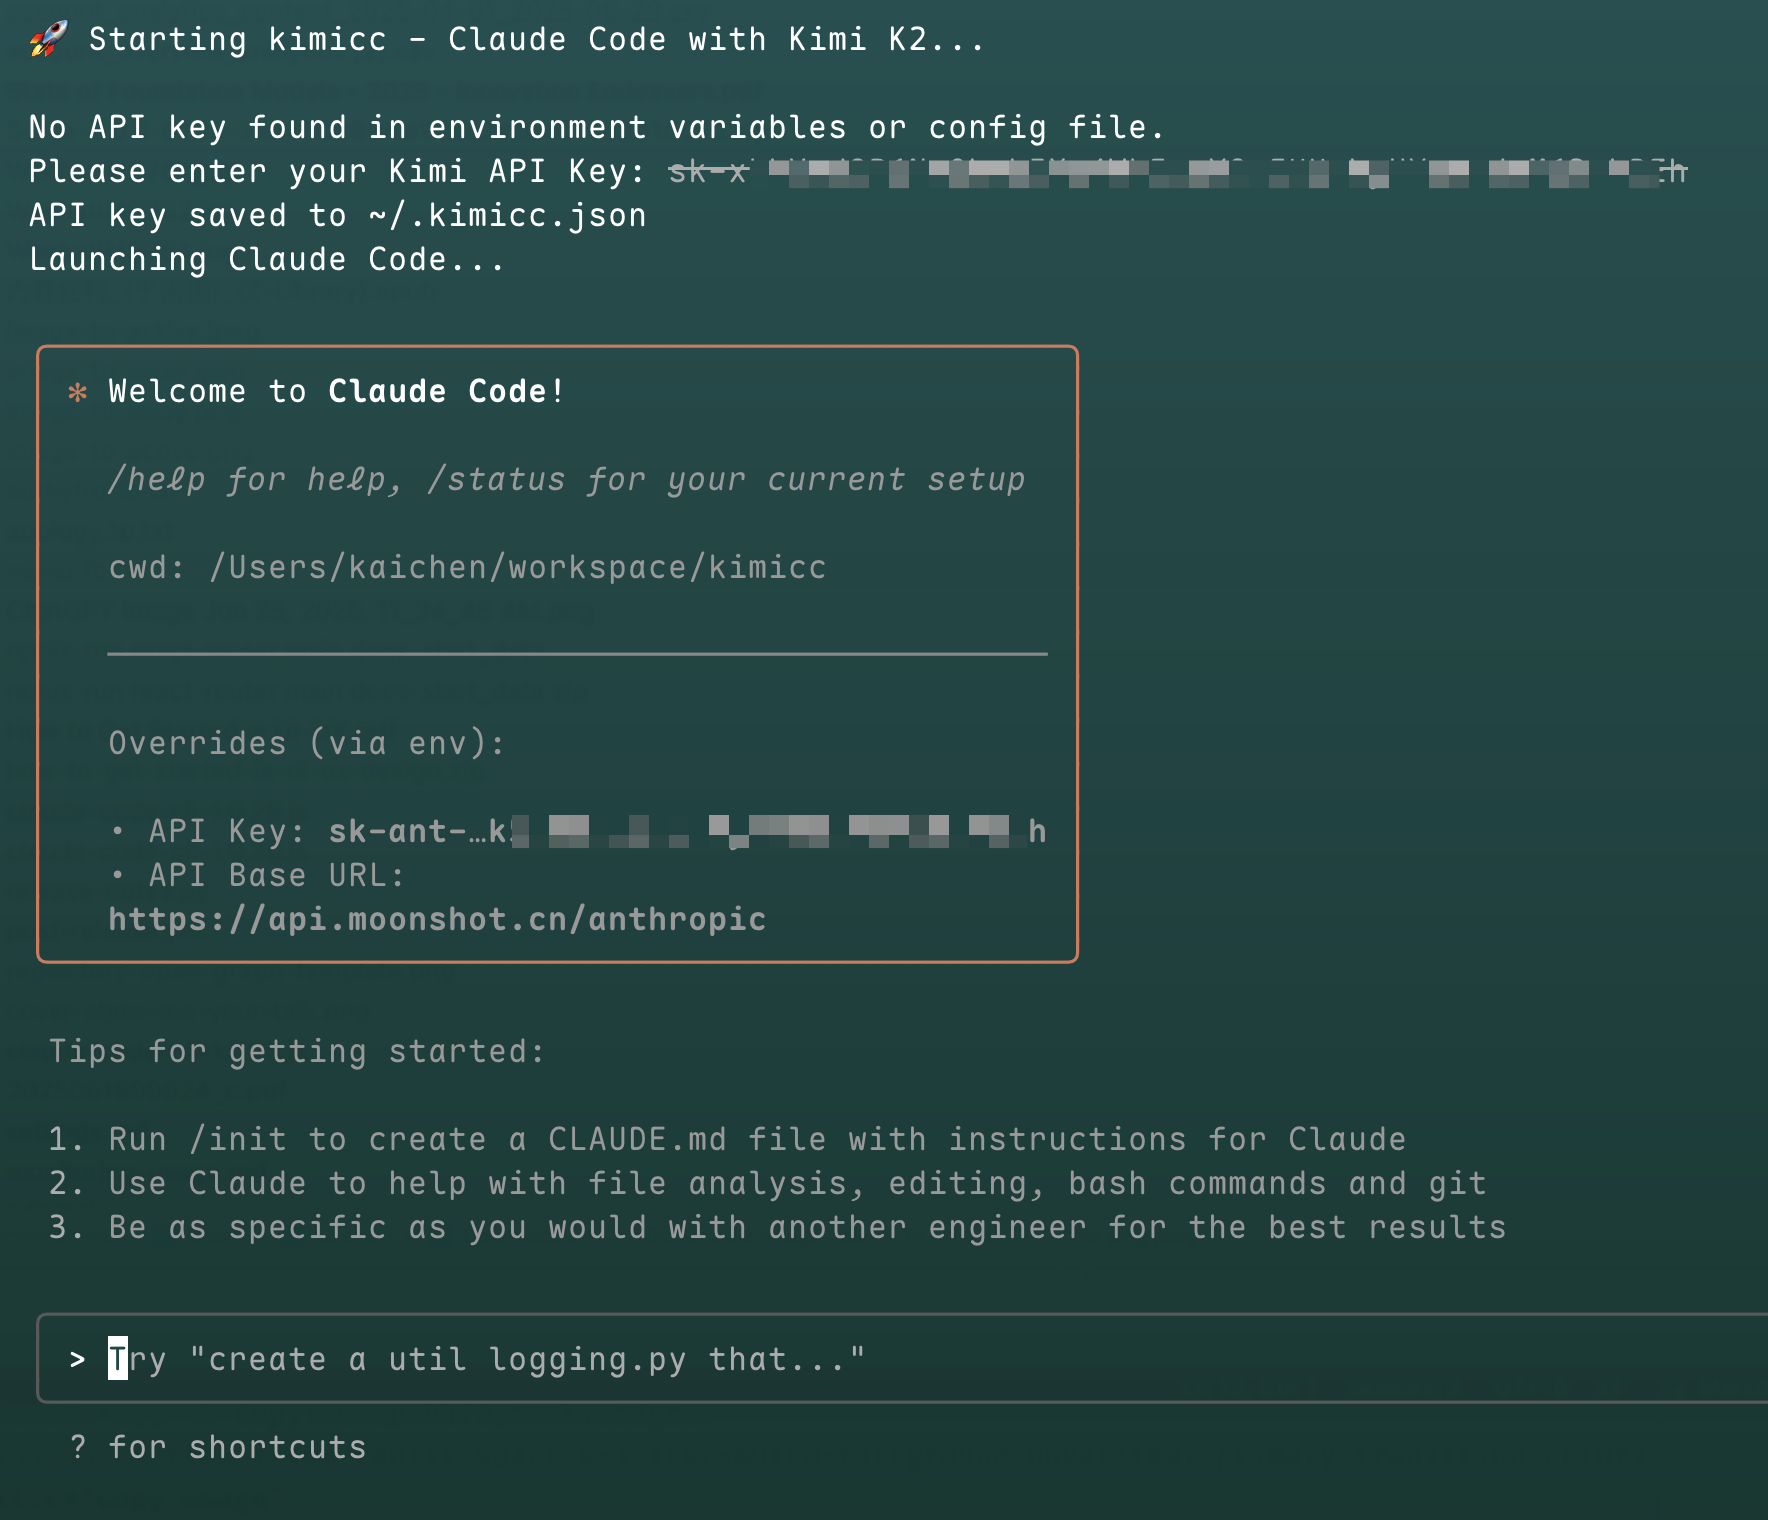 🚀 Starting kimicc - Claude Code with Kimi K2...
No API key found in environment variables or config file.
Please enter your Kimi API Key:
API key saved to ~/.kimicc.json
Launching Claude Code...
✻ Welcome to Claude Code!
/help for help, /status for your current setup
cwd: /Users/kaichen/workspace/kimicc
Overrides (via env):
• API Key: sk-ant-…
• API Base URL:
https://api.moonshot.cn/anthropic
Tips for getting started:
1. Run /init to create a CLAUDE.md file with instructions for Claude
2. Use Claude to help with file analysis, editing, bash commands and git
3. Be as specific as you would with another engineer for the best results
> Try "create a util logging.py that..."
? for shortcuts